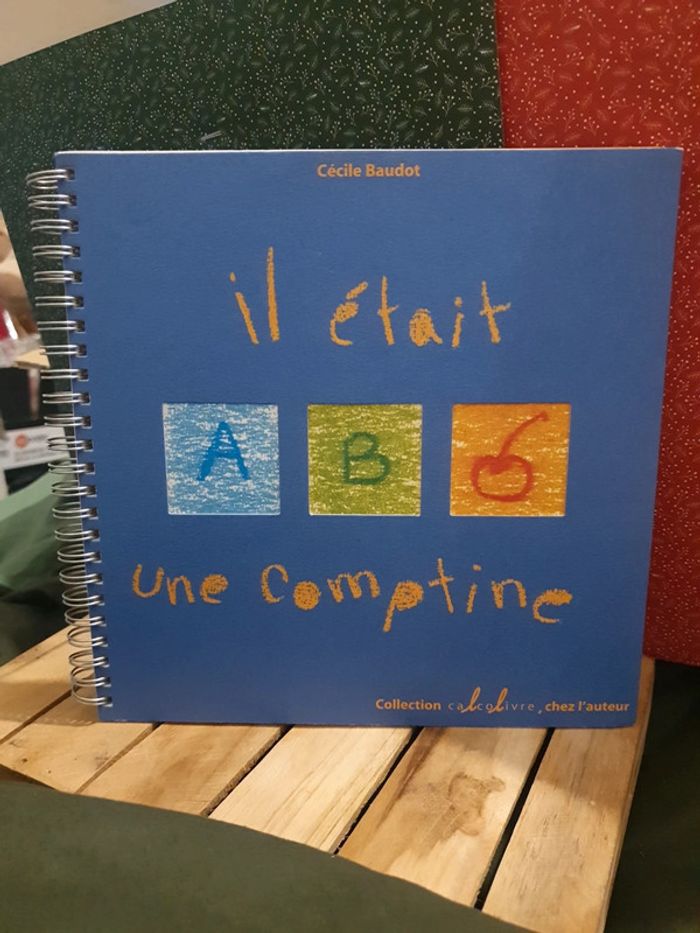 Cécile Baudot
il était
A B
une comptine
Collection calcolivre, chez l'auteur